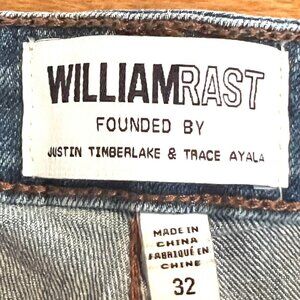 WILLIAMRAST
FOUNDED BY
JUSTIN TIMBERLAKE & TRACE AYALA
MADE IN
CHINA
FABRIQUÉ EN
CHINE
32